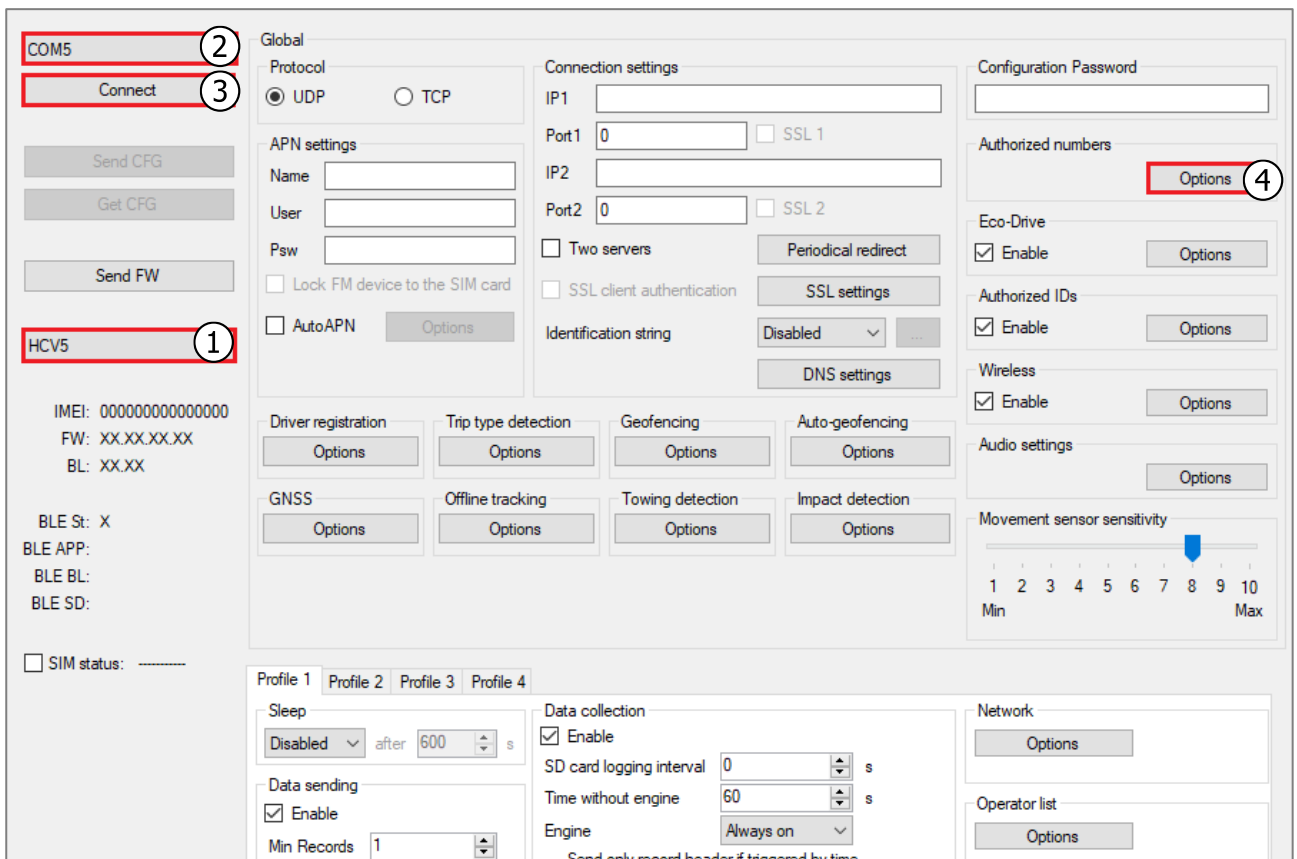 COM5 2
Connect 3
Send CFG
Get CFG
Send FW
HCV5 1
IMEI: 000000000000000
FW: XX.XX.XX.XX
BL: XX.XX
BLE St: X
BLE APP:
BLE BL:
BLE SD:
SIM status: -----------
Global
Protocol
UDP TCP
APN settings
Name
User
Psw
Lock FM device to the SIM card
AutoAPN Options
Connection settings
IP1
Port1 0 SSL 1
IP2
Port2 0 SSL 2
Two servers Periodical redirect
SSL client authentication SSL settings
Identification string Disabled ...
DNS settings
Configuration Password
Authorized numbers
Options 4
Eco-Drive
Enable Options
Authorized IDs
Enable Options
Wireless
Enable Options
Audio settings
Options
Movement sensor sensitivity
1 2 3 4 5 6 7 8 9 10
Min Max
Driver registration Trip type detection Geofencing Auto-geofencing
Options Options Options Options
GNSS Offline tracking Towing detection Impact detection
Options Options Options Options
Profile 1 Profile 2 Profile 3 Profile 4
Sleep
Disabled after 600 s
Data sending
Enable
Min Records 1
Data collection
Enable
SD card logging interval 0 s
Time without engine 60 s
Engine Always on
Send only record header if triggered by time
Network
Options
Operator list
Options